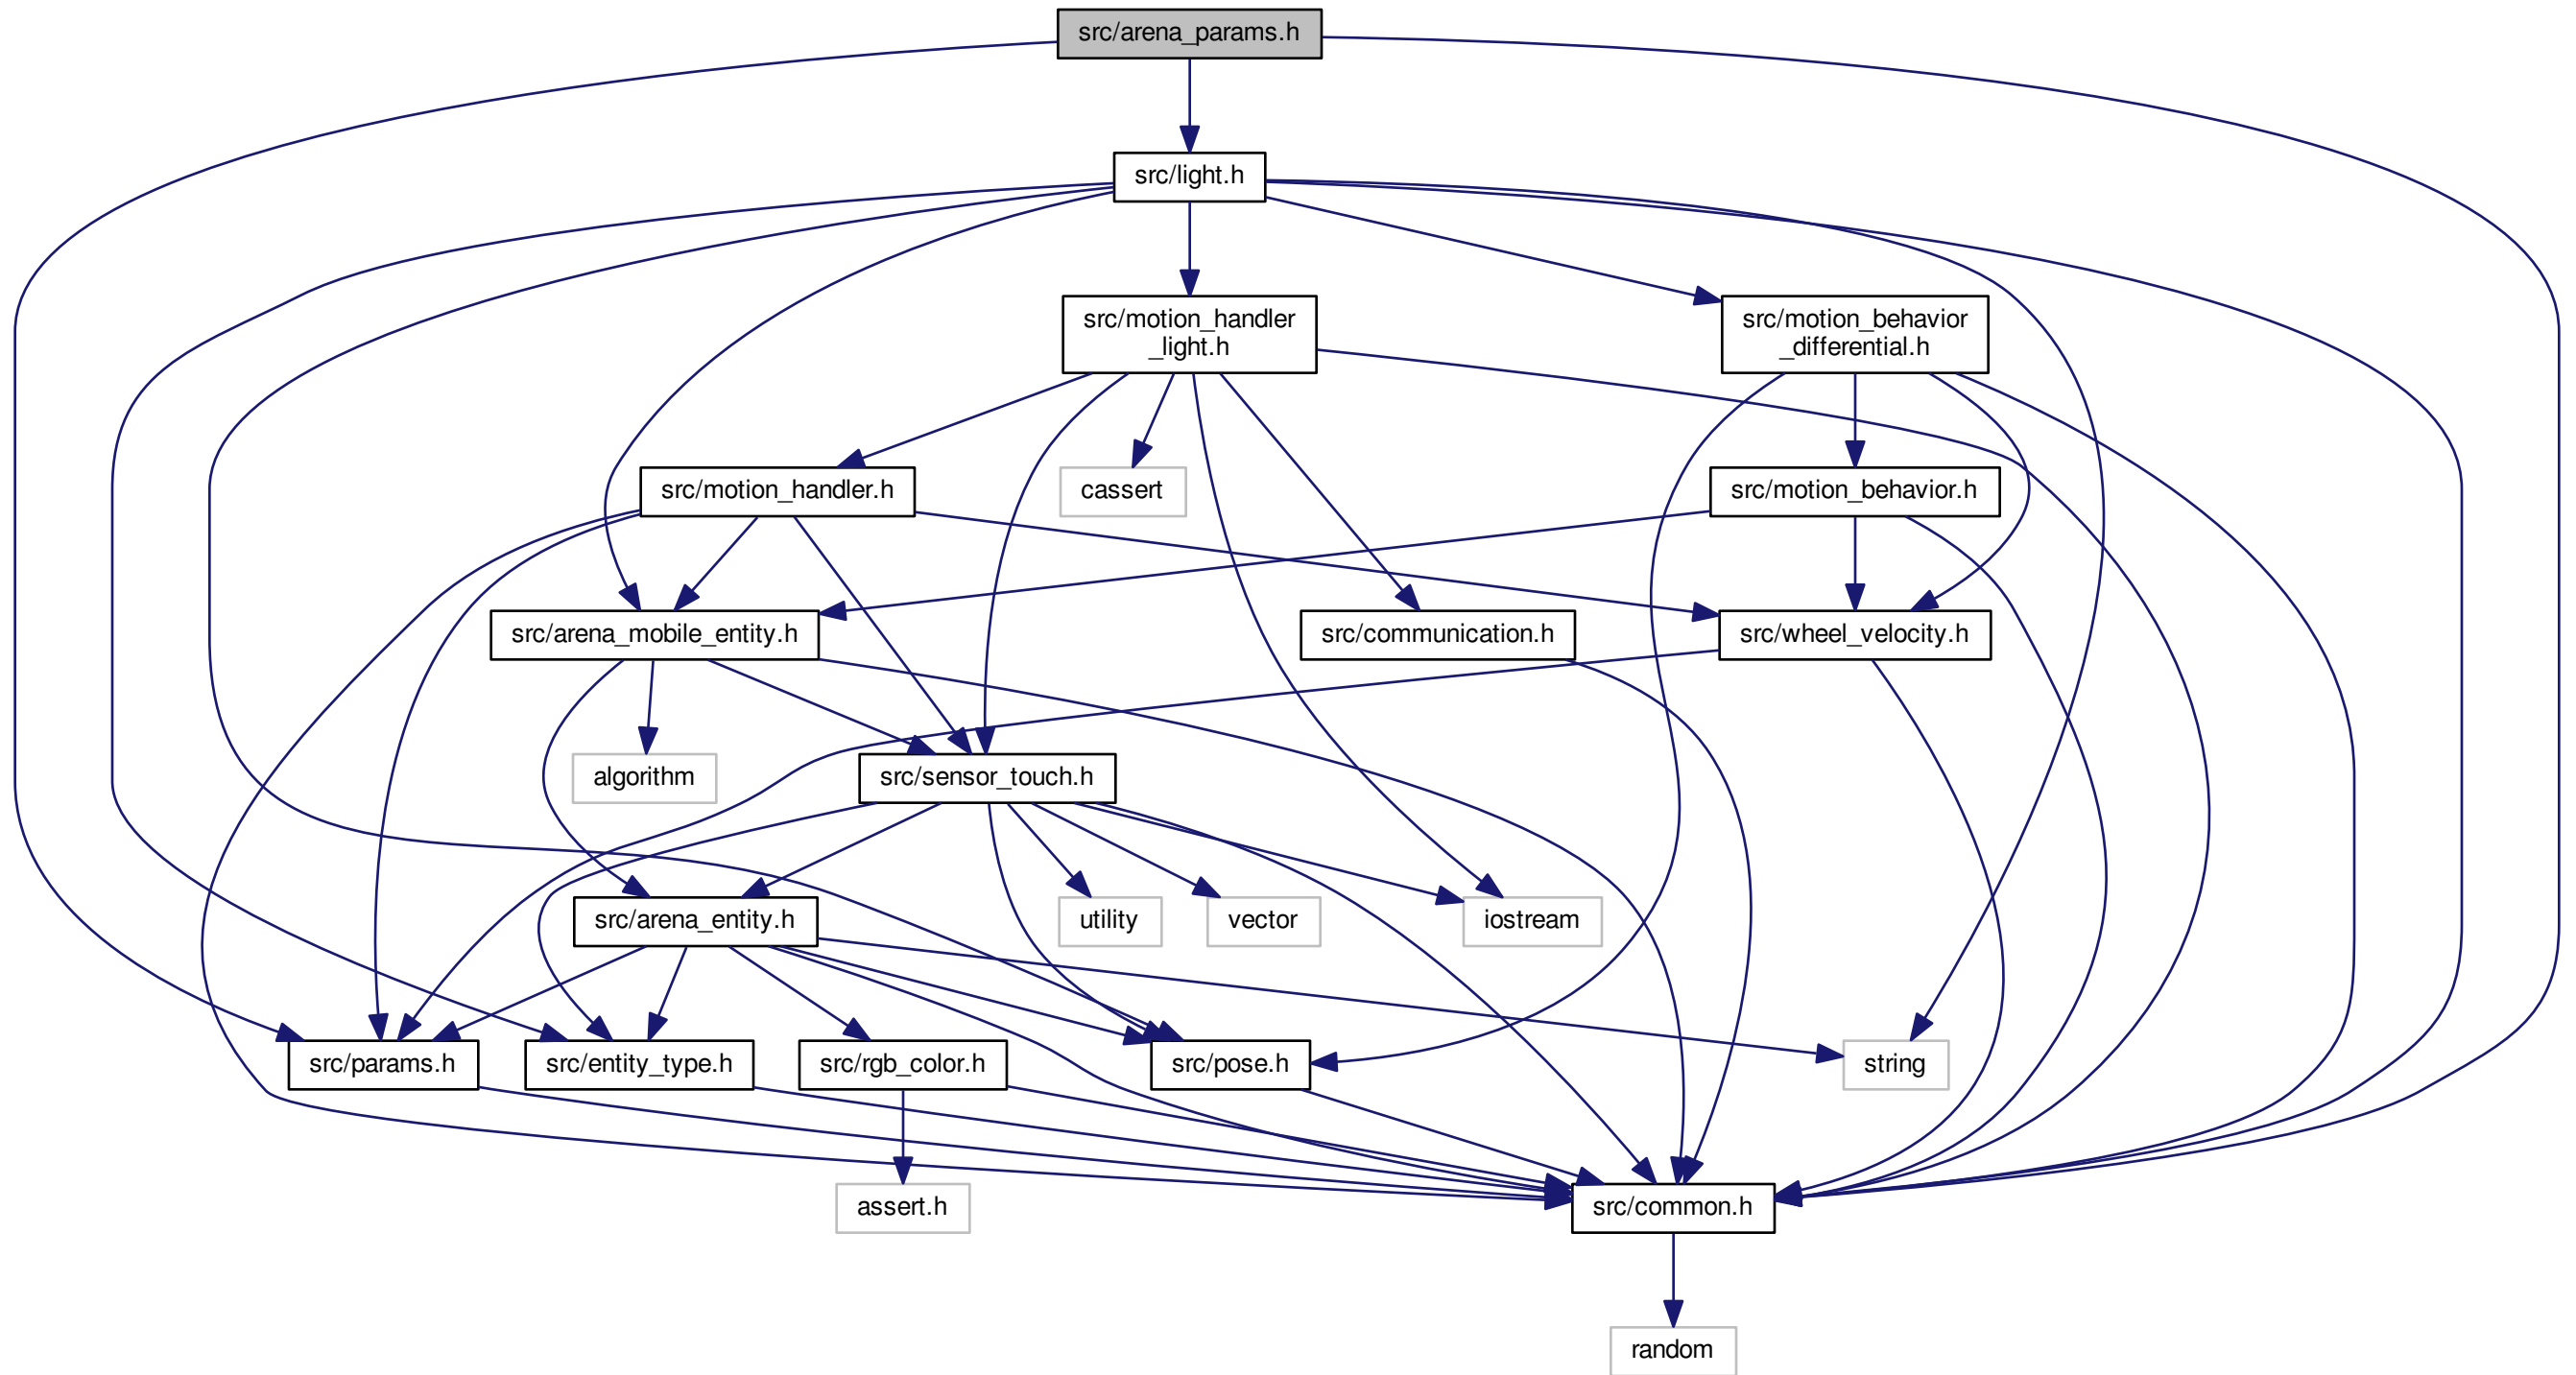 src/arena_params.h
src/light.h
src/motion_handler
_light.h
src/motion_behavior
_differential.h
src/motion_handler.h
cassert
src/motion_behavior.h
src/arena_mobile_entity.h
src/communication.h
src/wheel_velocity.h
algorithm
src/sensor_touch.h
src/arena_entity.h
utility
vector
iostream
src/params.h
src/entity_type.h
src/rgb_color.h
src/pose.h
string
assert.h
src/common.h
random